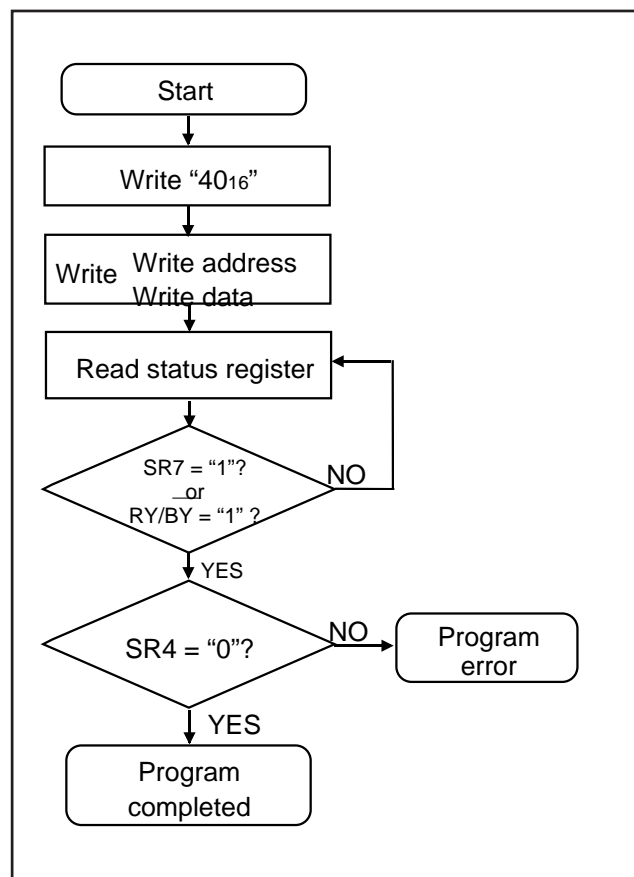 Start
Write “40₁₆”
Write Write address
Write data
Read status register
SR7 = “1”?
or
RY/BY = “1” ?
NO
YES
SR4 = “0”?
NO
Program
error
YES
Program
completed